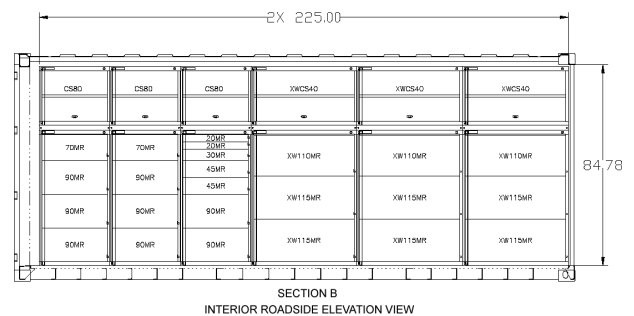 2X 225.00
CS80 CS80 CS80 XWCS40 XWCS40 XWCS40
20MR
20MR
70MR 70MR 30MR XW110MR XW110MR XW110MR
45MR
90MR 90MR 45MR XW115MR XW115MR XW115MR
90MR 90MR 90MR
90MR 90MR 90MR XW115MR XW115MR XW115MR
84.78
SECTION B
INTERIOR ROADSIDE ELEVATION VIEW